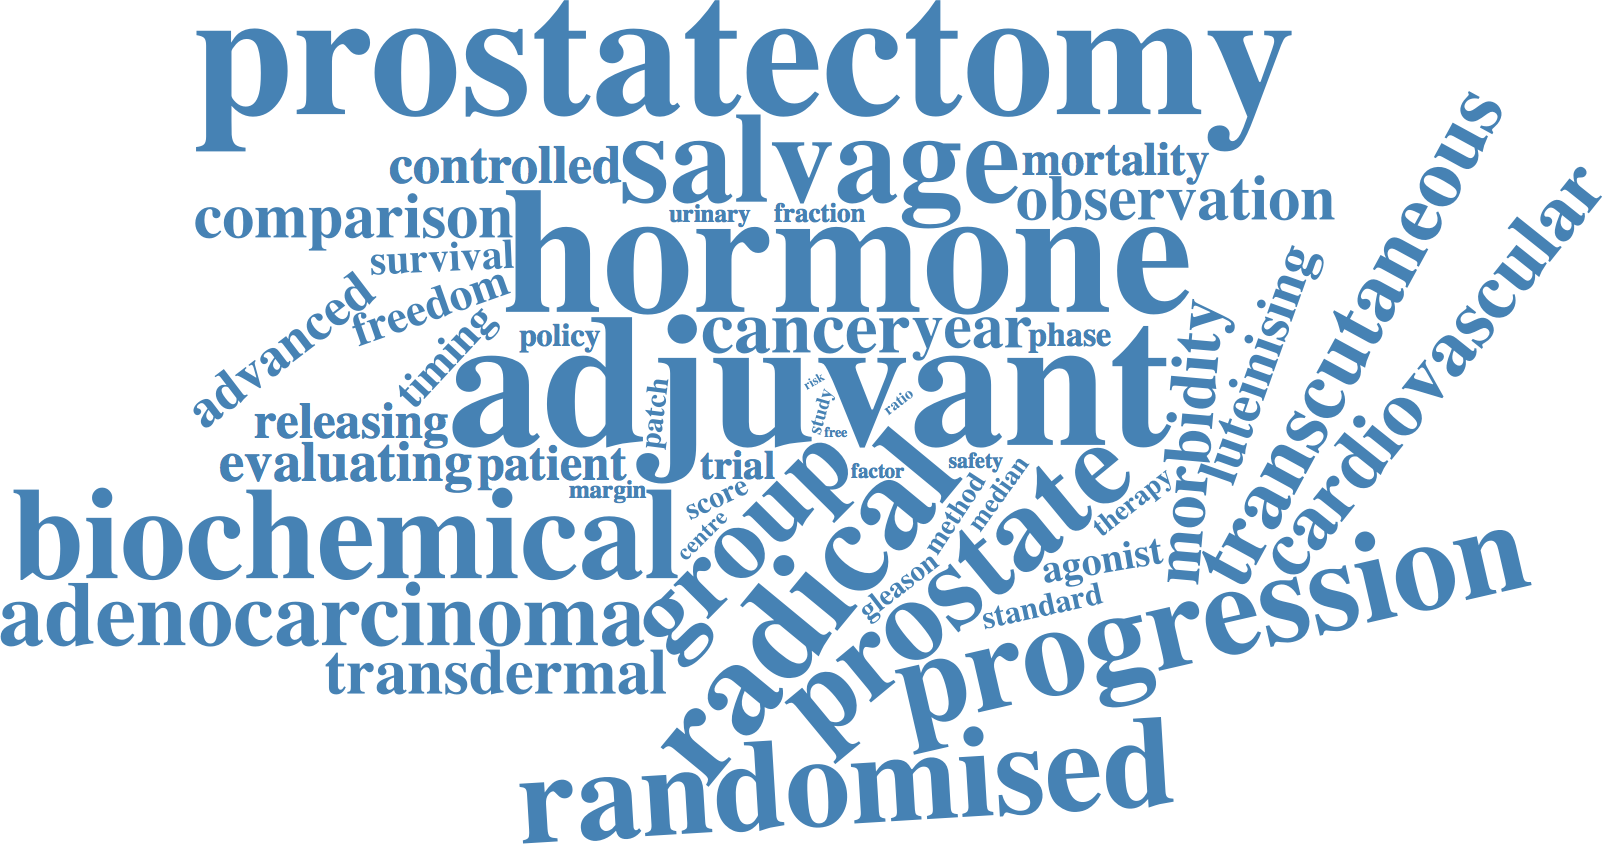 prostatectomy
controlled
salvage
mortality
comparison
urinary
fraction
observation
survival
hormone
advanced
freedom
timing
policy
cancer
year
phase
adjuvant
patch
risk
study
ratio
free
morbidity
luteinising
transcutaneous
cardiovascular
releasing
evaluating
patient
trial
factor
safety
margin
score
centre
group
radical
method
median
gleason
prostate
therapy
agonist
standard
biochemical
adenocarcinoma
transdermal
progression
randomised